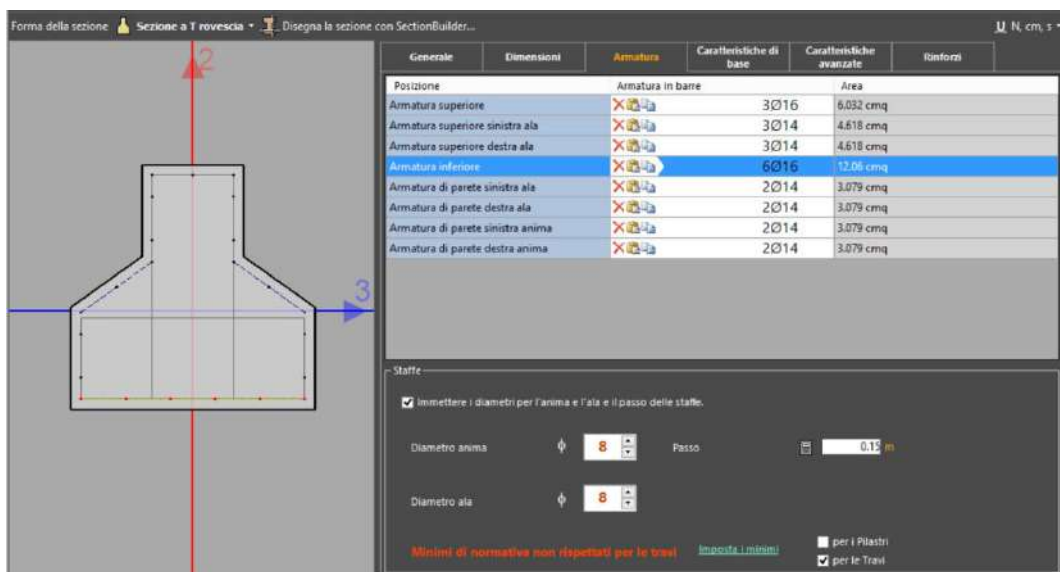 Forma della sezione Sezione a T rovescia Disegna la sezione con SectionBuilder... U N, cm, s
Generale Dimensioni Armatura Caratteristiche di base Caratteristiche avanzate Rinforzi
2
3
Posizione Armatura in barre Area
Armatura superiore 3Ø16 6.032 cmq
Armatura superiore sinistra ala 3Ø14 4.618 cmq
Armatura superiore destra ala 3Ø14 4.618 cmq
Armatura inferiore 6Ø16 12.06 cmq
Armatura di parete sinistra ala 2Ø14 3.079 cmq
Armatura di parete destra ala 2Ø14 3.079 cmq
Armatura di parete sinistra anima 2Ø14 3.079 cmq
Armatura di parete destra anima 2Ø14 3.079 cmq
Staffe
Immettere i diametri per l'anima e l'ala e il passo delle staffe.
Diametro anima ϕ 8 Passo 0.15 m
Diametro ala ϕ 8
Minimi di normativa non rispettati per le travi Imposta i minimi
per i Pilastri
per le Travi